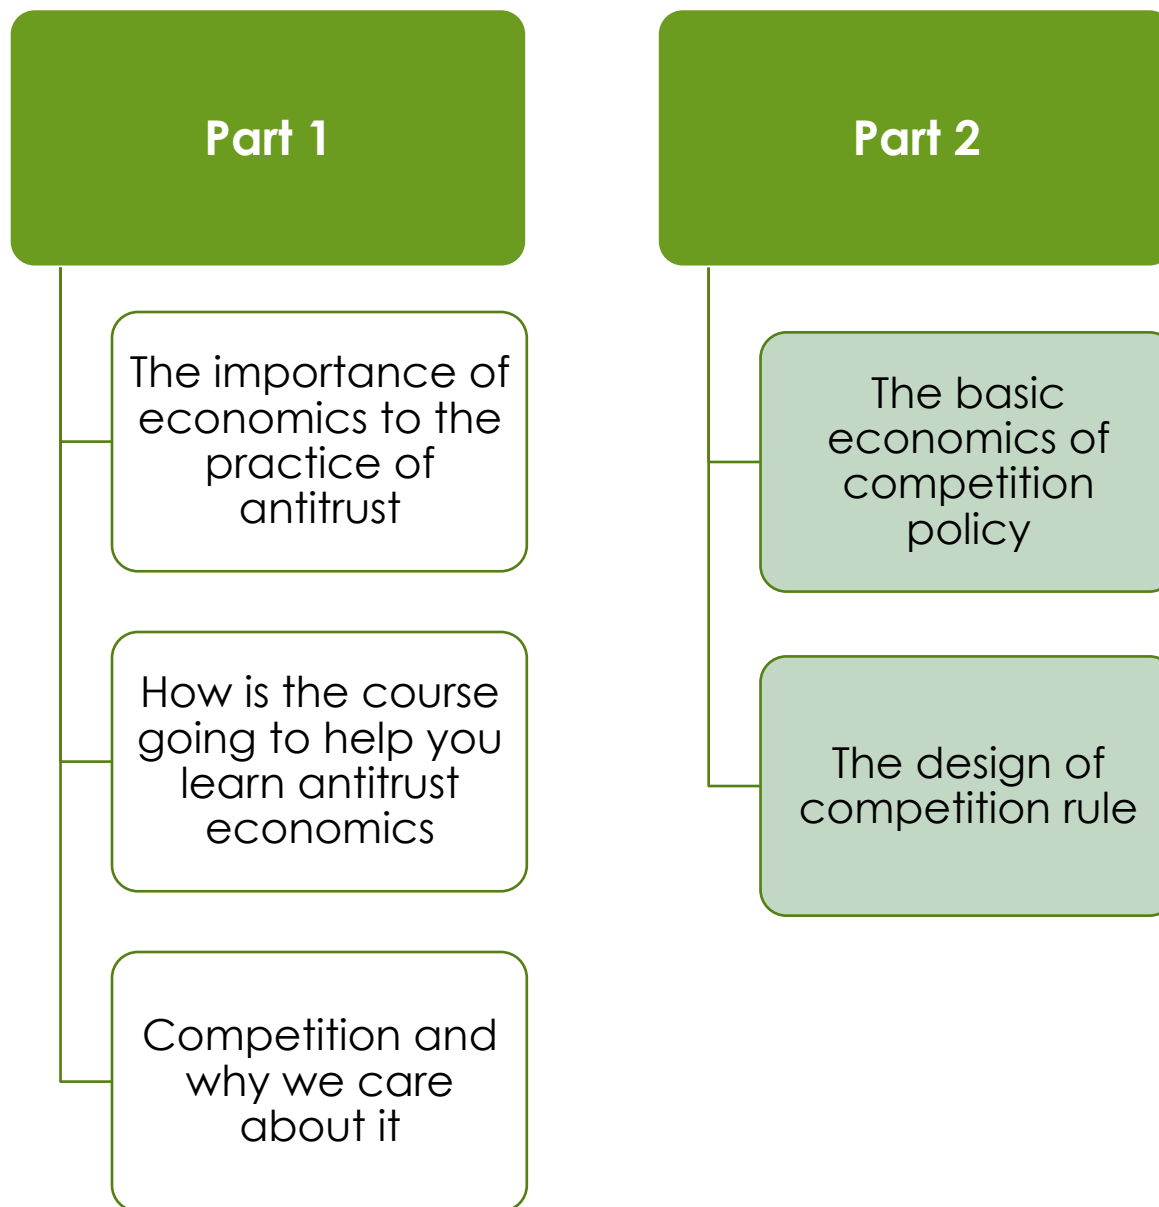 Part 1
The importance of
economics to the
practice of
antitrust
How is the course
going to help you
learn antitrust
economics
Competition and
why we care
about it
Part 2
The basic
economics of
competition
policy
The design of
competition rule